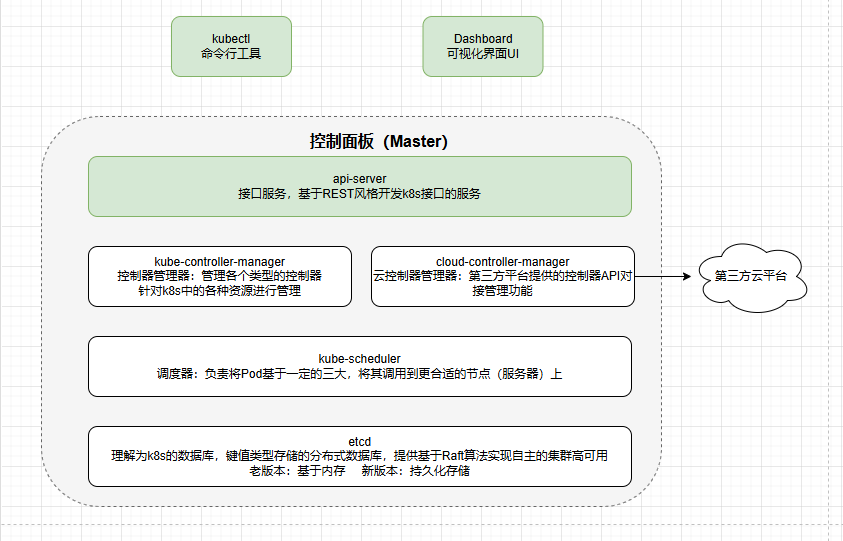 kubectl
命令行工具
Dashboard
可视化界面UI
控制面板（Master）
api-server
接口服务，基于REST风格开发k8s接口的服务
kube-controller-manager
控制器管理器：管理各个类型的控制器
针对k8s中的各种资源进行管理
cloud-controller-manager
云控制器管理器：第三方平台提供的控制器API对
接管理功能
第三方云平台
kube-scheduler
调度器：负责将Pod基于一定的三大，将其调用到更合适的节点（服务器）上
etcd
理解为k8s的数据库，键值类型存储的分布式数据库，提供基于Raft算法实现自主的集群高可用
老版本：基于内存 新版本：持久化存储